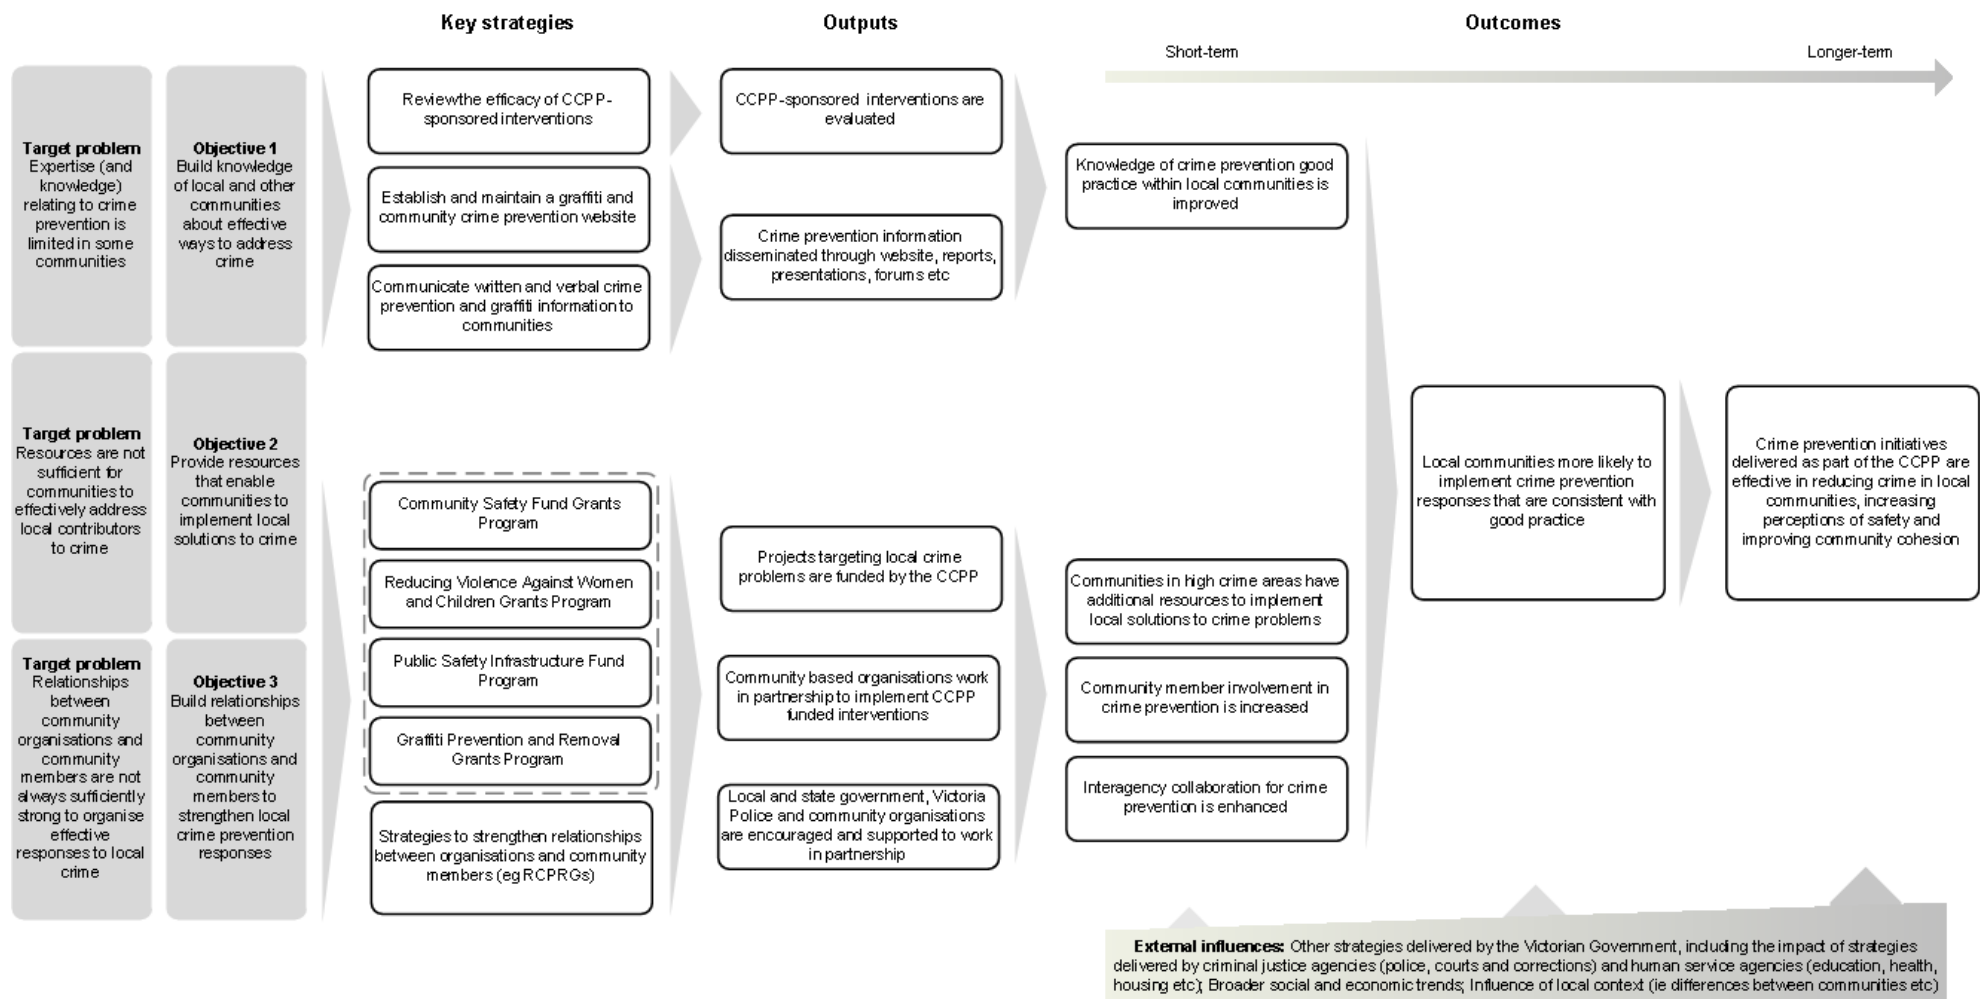 Key strategies
Outputs
Outcomes
Short-term
Longer-term
Target problem
Expertise (and
knowledge)
relating to crime
prevention is
limited in some
communities
Objective 1
Build knowledge
of local and other
communities
about effective
ways to address
crime
Review the efficacy of CCPP-
sponsored interventions
Establish and maintain a graffiti and
community crime prevention website
Communicate written and verbal crime
prevention and graffiti information to
communities
CCPP-sponsored interventions are
evaluated
Crime prevention information
disseminated through website, reports,
presentations, forums etc
Knowledge of crime prevention good
practice within local communities is
improved
Target problem
Resources are not
sufficient for
communities to
effectively address
local contributors
to crime
Objective 2
Provide resources
that enable
communities to
implement local
solutions to crime
Target problem
Relationships
between
community
organisations and
community
members are not
always sufficiently
strong to organise
effective
responses to local
crime
Objective 3
Build relationships
between
community
organisations and
community
members to
strengthen local
crime prevention
responses
Community Safety Fund Grants
Program
Reducing Violence Against Women
and Children Grants Program
Public Safety Infrastructure Fund
Program
Graffiti Prevention and Removal
Grants Program
Strategies to strengthen relationships
between organisations and community
members (eg RCPRGs)
Projects targeting local crime
problems are funded by the CCPP
Community based organisations work
in partnership to implement CCPP
funded interventions
Local and state government, Victoria
Police and community organisations
are encouraged and supported to work
in partnership
Communities in high crime areas have
additional resources to implement
local solutions to crime problems
Community member involvement in
crime prevention is increased
Interagency collaboration for crime
prevention is enhanced
Local communities more likely to
implement crime prevention
responses that are consistent with
good practice
Crime prevention initiatives
delivered as part of the CCPP are
effective in reducing crime in local
communities, increasing
perceptions of safety and
improving community cohesion
External influences: Other strategies delivered by the Victorian Government, including the impact of strategies
delivered by criminal justice agencies (police, courts and corrections) and human service agencies (education, health,
housing etc); Broader social and economic trends; Influence of local context (ie differences between communities etc)